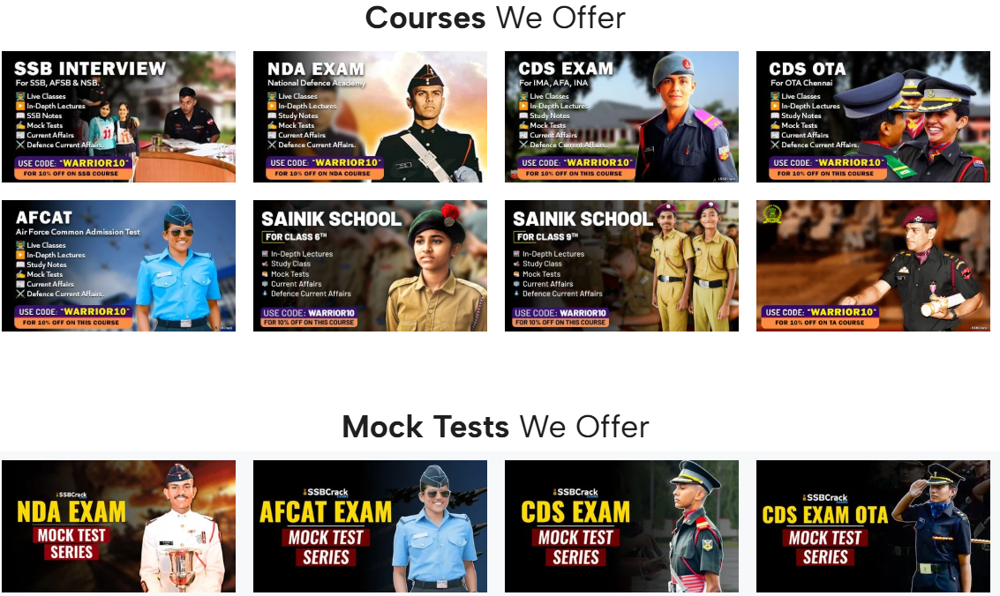 Courses We Offer
SSB INTERVIEW
For SSB, AFSB & NSB.
Live Classes
In-Depth Lectures
SSB Notes
Mock Tests
Current Affairs
Defence Current Affairs.
USE CODE: "WARRIOR10"
FOR 10% OFF ON SSB COURSE
NDA EXAM
National Defence Academy
Live Classes
In-Depth Lectures
Study Notes
Mock Tests
Current Affairs
Defence Current Affairs.
USE CODE: "WARRIOR10"
FOR 10% OFF ON NDA COURSE
CDS EXAM
For IMA, AFA, INA
Live Classes
In-Depth Lectures
Study Notes
Mock Tests
Current Affairs
Defence Current Affairs.
USE CODE: "WARRIOR10"
FOR 10% OFF ON THIS COURSE
SSBCrack
CDS OTA
For OTA Chennai
Live Classes
In-Depth Lectures
Study Notes
Mock Tests
Current Affairs
Defence Current Affairs.
USE CODE: "WARRIOR10"
FOR 10% OFF ON THIS COURSE
AFCAT
Air Force Common Admission Test
Live Classes
In-Depth Lectures
Study Notes
Mock Tests
Current Affairs
Defence Current Affairs.
USE CODE: "WARRIOR10"
FOR 10% OFF ON THIS COURSE
SSBCrack
SAINIK SCHOOL
FOR CLASS 6TH
In-Depth Lectures
Study Class
Mock Tests
Current Affairs
Defence Current Affairs
USE CODE: WARRIOR10
FOR 10% OFF ON THIS COURSE
SAINIK SCHOOL
FOR CLASS 9TH
In-Depth Lectures
Study Class
Mock Tests
Current Affairs
Defence Current Affairs
USE CODE: WARRIOR10
FOR 10% OFF ON THIS COURSE
USE CODE: "WARRIOR10"
FOR 10% OFF ON TA COURSE
SSBCrack
Mock Tests We Offer
SSBCrack
NDA EXAM
MOCK TEST
SERIES
SSBCrack
EXAMS
AFCAT EXAM
MOCK TEST
SERIES
SSBCrack
EXAMS
CDS EXAM
MOCK TEST
SERIES
SSBCrack
EXAMS
CDS EXAM OTA
MOCK TEST
SERIES